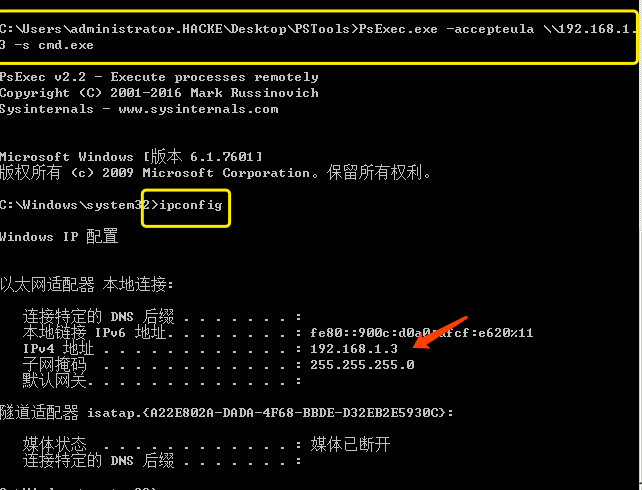 C:\Users\administrator.HACKE\Desktop\PSTools>PsExec.exe -accepteula \\192.168.1.
3 -s cmd.exe
PsExec v2.2 - Execute processes remotely
Copyright (C) 2001-2016 Mark Russinovich
Sysinternals - www.sysinternals.com
Microsoft Windows [版本 6.1.7601]
版权所有 (c) 2009 Microsoft Corporation。保留所有权利。
C:\Windows\system32>ipconfig
Windows IP 配置
以太网适配器 本地连接:
连接特定的 DNS 后缀 . . . . . . . :
本地链接 IPv6 地址. . . . . . . . : fe80::900c:d0a0:afcf:e620%11
IPv4 地址 . . . . . . . . . . . . : 192.168.1.3
子网掩码 . . . . . . . . . . . . : 255.255.255.0
默认网关. . . . . . . . . . . . . :
隧道适配器 isatap.{A22E802A-DADA-4F68-BBDE-D32EB2E5930C}:
媒体状态 . . . . . . . . . . . . : 媒体已断开
连接特定的 DNS 后缀 . . . . . . . :